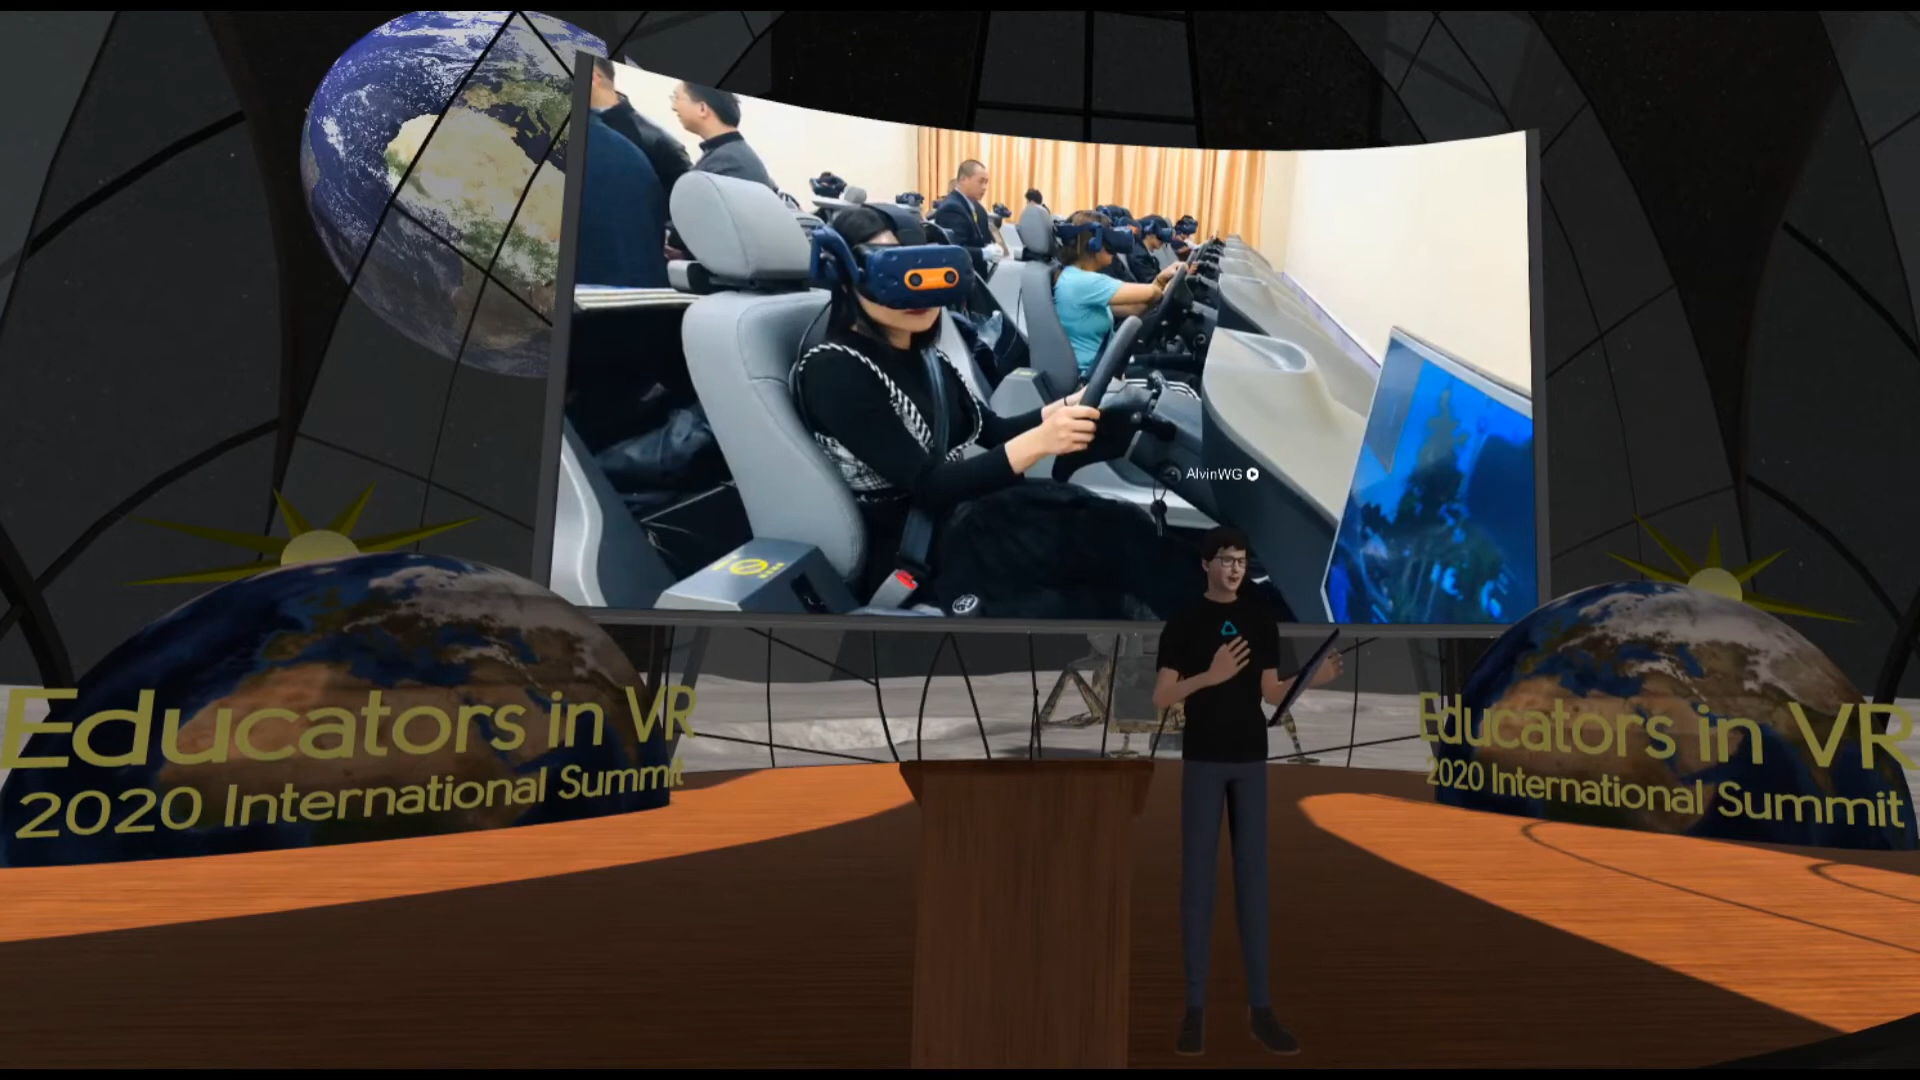 AlvinWG
Educators in VR
2020 International Summit
Educators in VR
2020 International Summit